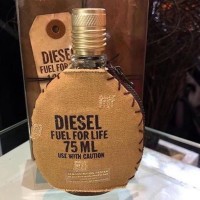 DIESEL
FUEL FOR LIFE
DIESEL
FUEL FOR LIFE
75 ML
USE WITH CAUTION